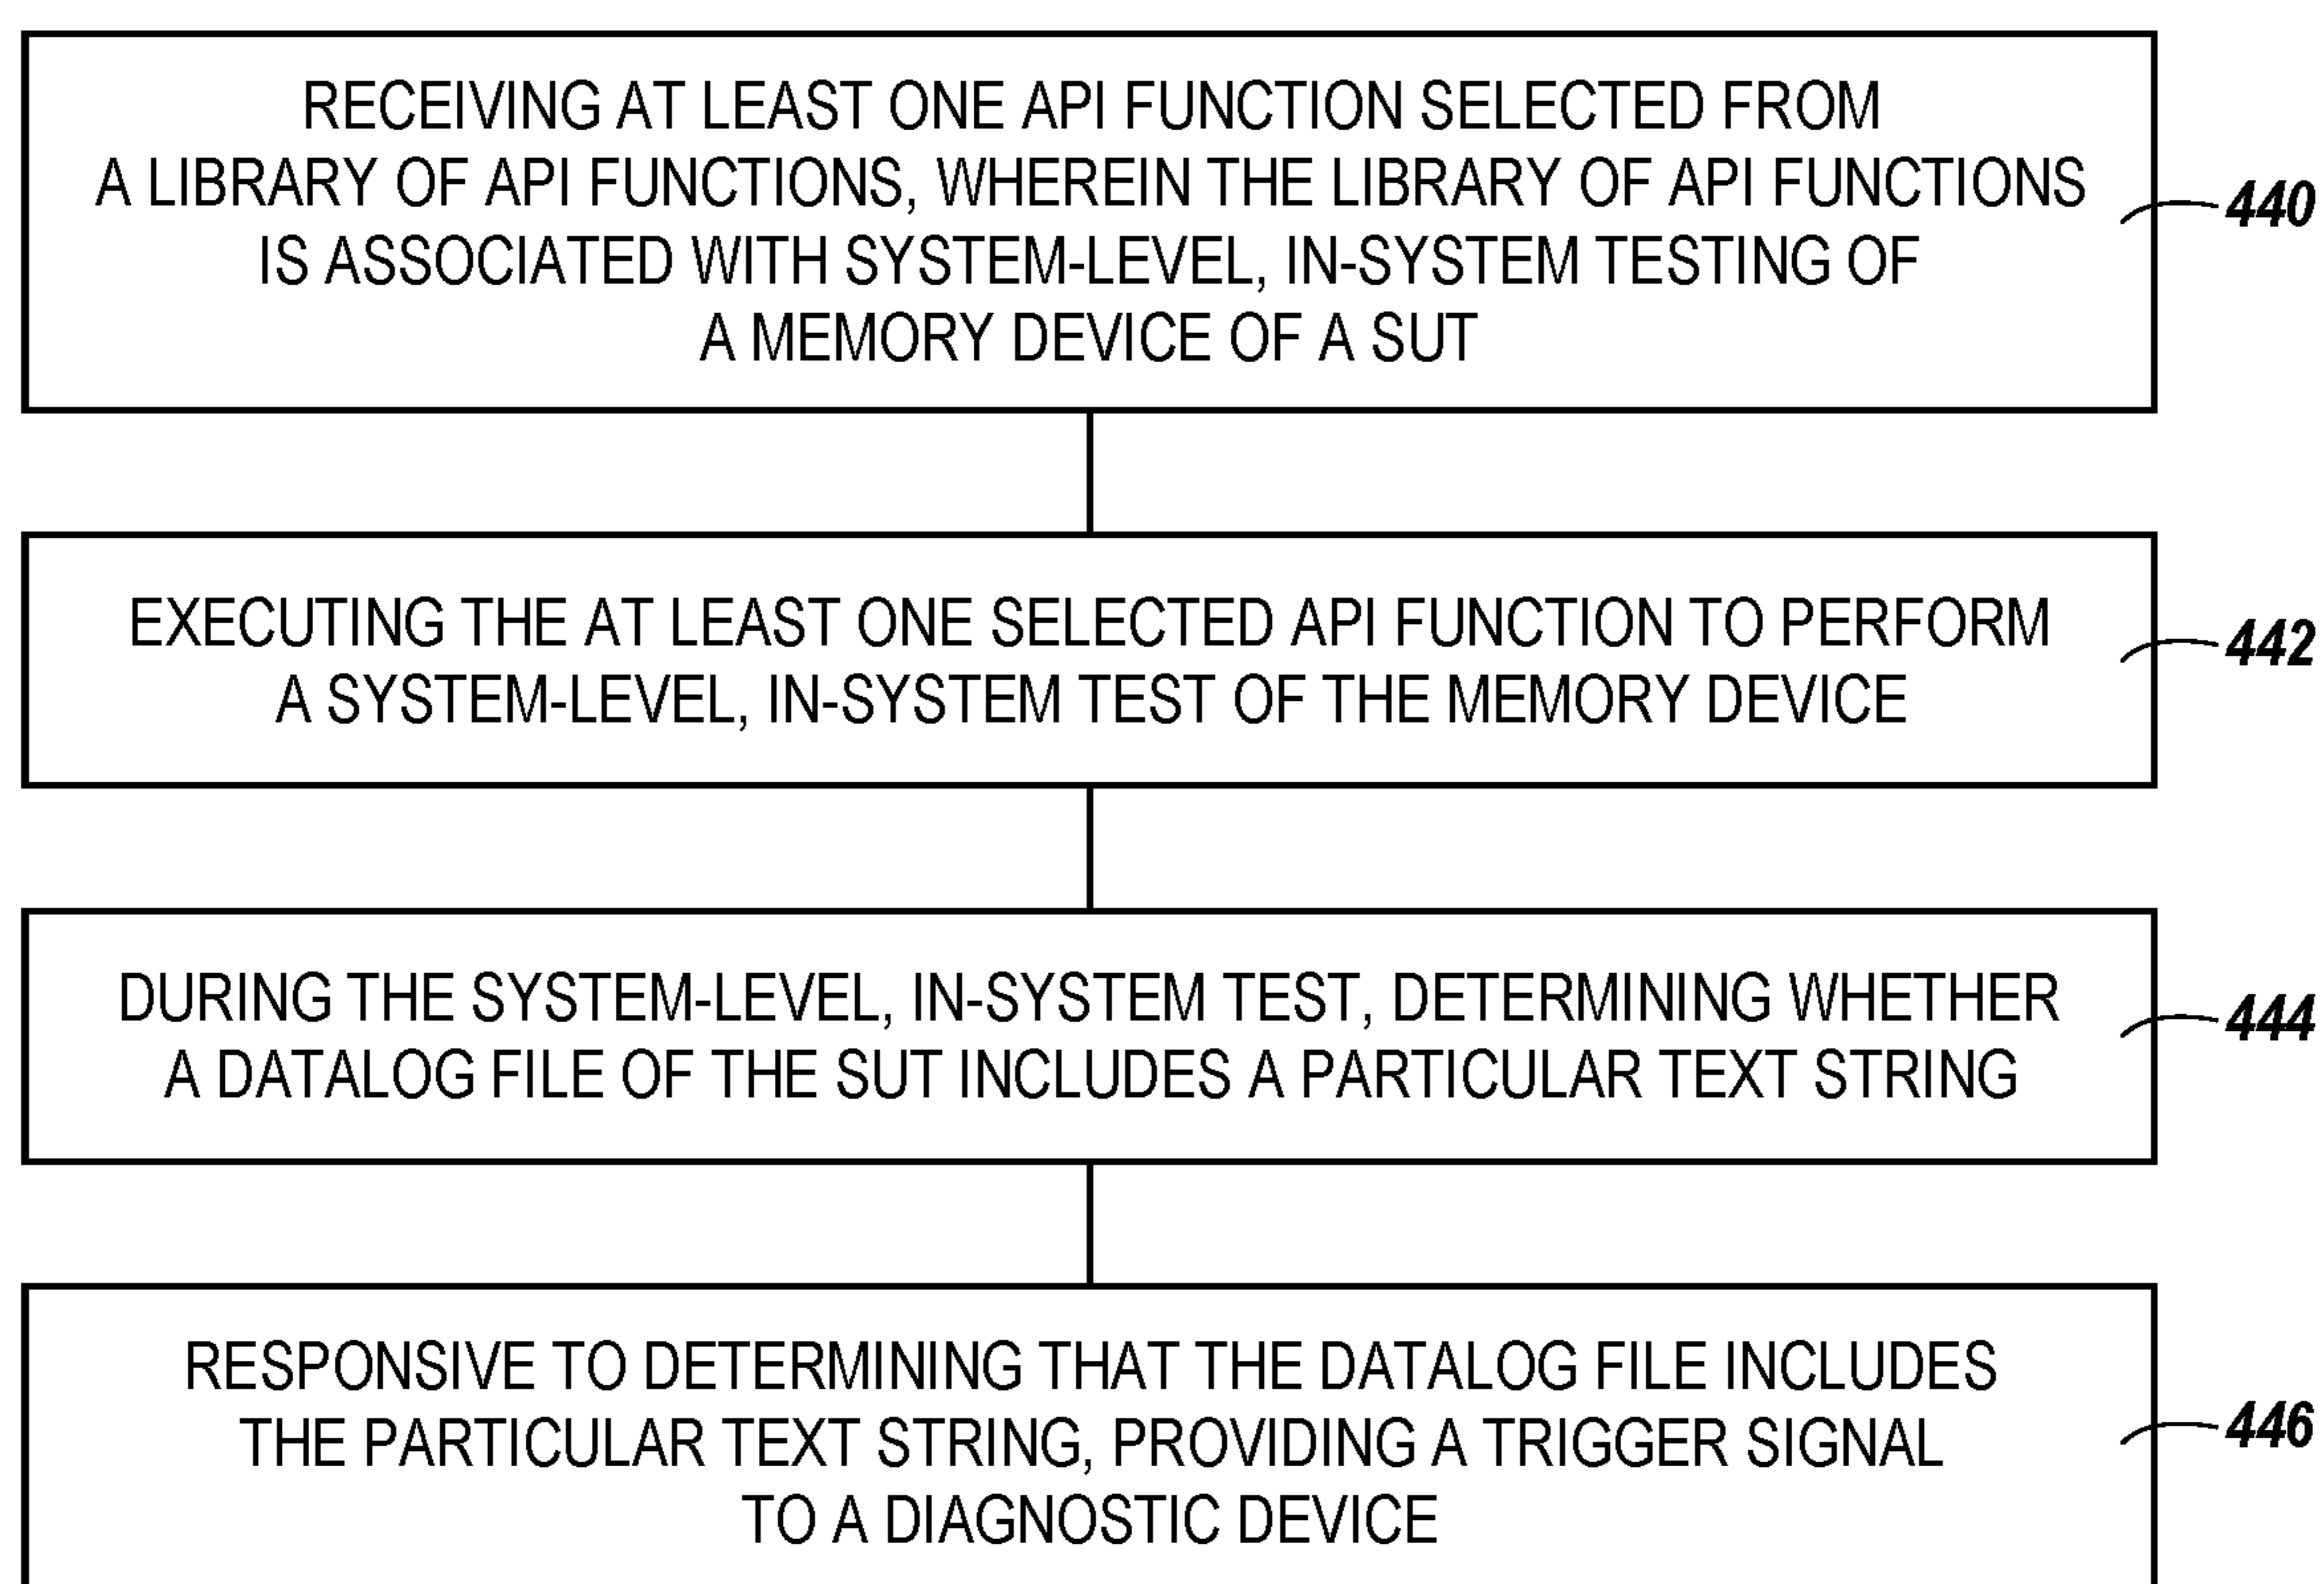 RECEIVING AT LEAST ONE API FUNCTION SELECTED FROM
A LIBRARY OF API FUNCTIONS, WHEREIN THE LIBRARY OF API FUNCTIONS
IS ASSOCIATED WITH SYSTEM-LEVEL, IN-SYSTEM TESTING OF
A MEMORY DEVICE OF A SUT
440
EXECUTING THE AT LEAST ONE SELECTED API FUNCTION TO PERFORM
A SYSTEM-LEVEL, IN-SYSTEM TEST OF THE MEMORY DEVICE
442
DURING THE SYSTEM-LEVEL, IN-SYSTEM TEST, DETERMINING WHETHER
A DATALOG FILE OF THE SUT INCLUDES A PARTICULAR TEXT STRING
444
RESPONSIVE TO DETERMINING THAT THE DATALOG FILE INCLUDES
THE PARTICULAR TEXT STRING, PROVIDING A TRIGGER SIGNAL
TO A DIAGNOSTIC DEVICE
446